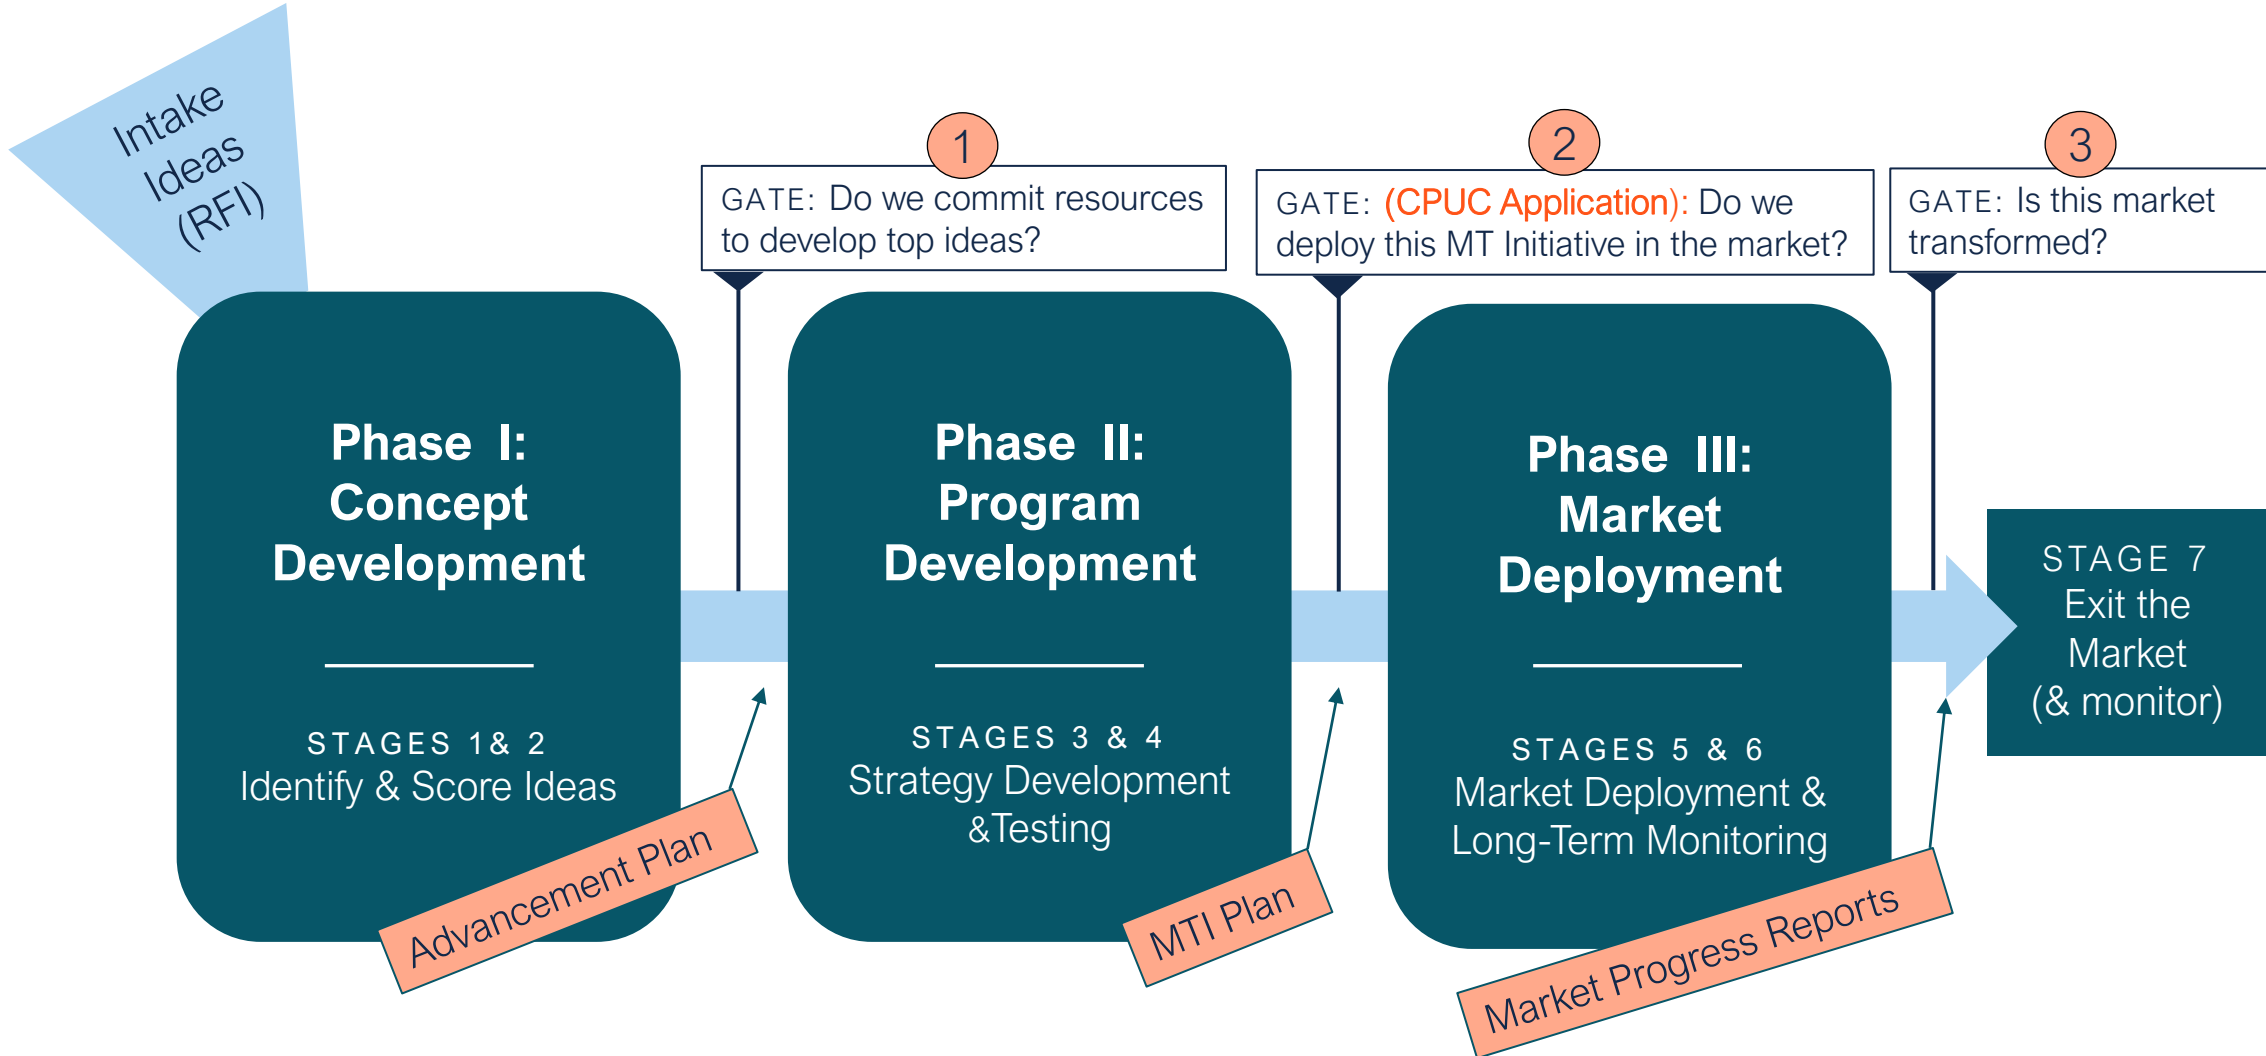 Intake
Ideas
(RFI)
1
GATE: Do we commit resources
to develop top ideas?
2
GATE: (CPUC Application): Do we
deploy this MT Initiative in the market?
3
GATE: Is this market
transformed?
Phase I:
Concept
Development
STAGES 1& 2
Identify & Score Ideas
Advancement Plan
Phase II:
Program
Development
STAGES 3 & 4
Strategy Development
&Testing
MTI Plan
Phase III:
Market
Deployment
STAGES 5 & 6
Market Deployment &
Long-Term Monitoring
Market Progress Reports
STAGE 7
Exit the
Market
(& monitor)